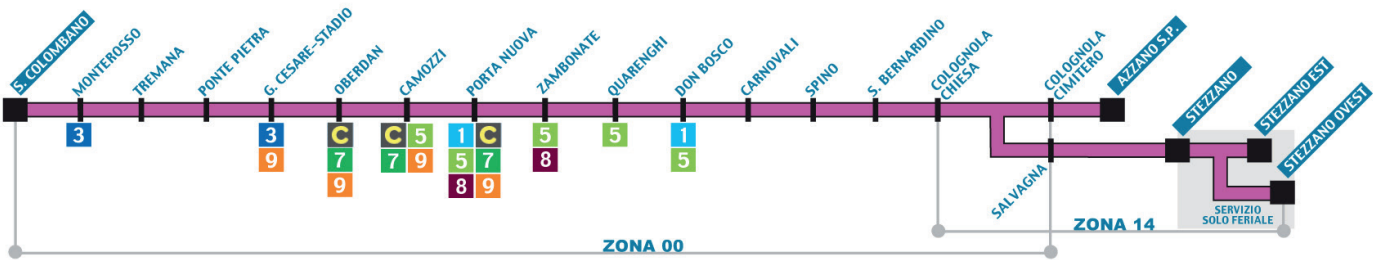 S. COLOMBANO
MONTEROSSO
TREMANA
PONTE PIETRA
G. CESARE-STADIO
OBERDAN
CAMOZZI
PORTA NUOVA
ZAMBONATE
QUARENGHI
DON BOSCO
CARNOVALI
SPINO
S. BERNARDINO
COLOGNOLA
CHIESA
COLOGNOLA
CIMITERO
AZZANO S.P.
STEZZANO
STEZZANO EST
STEZZANO OVEST
3
3
9
C
7
9
C 5
7 9
1 C
5 7
8 9
5
8
5
1
5
SALVAGNA
SERVIZIO
SOLO FERIALE
ZONA 14
ZONA 00